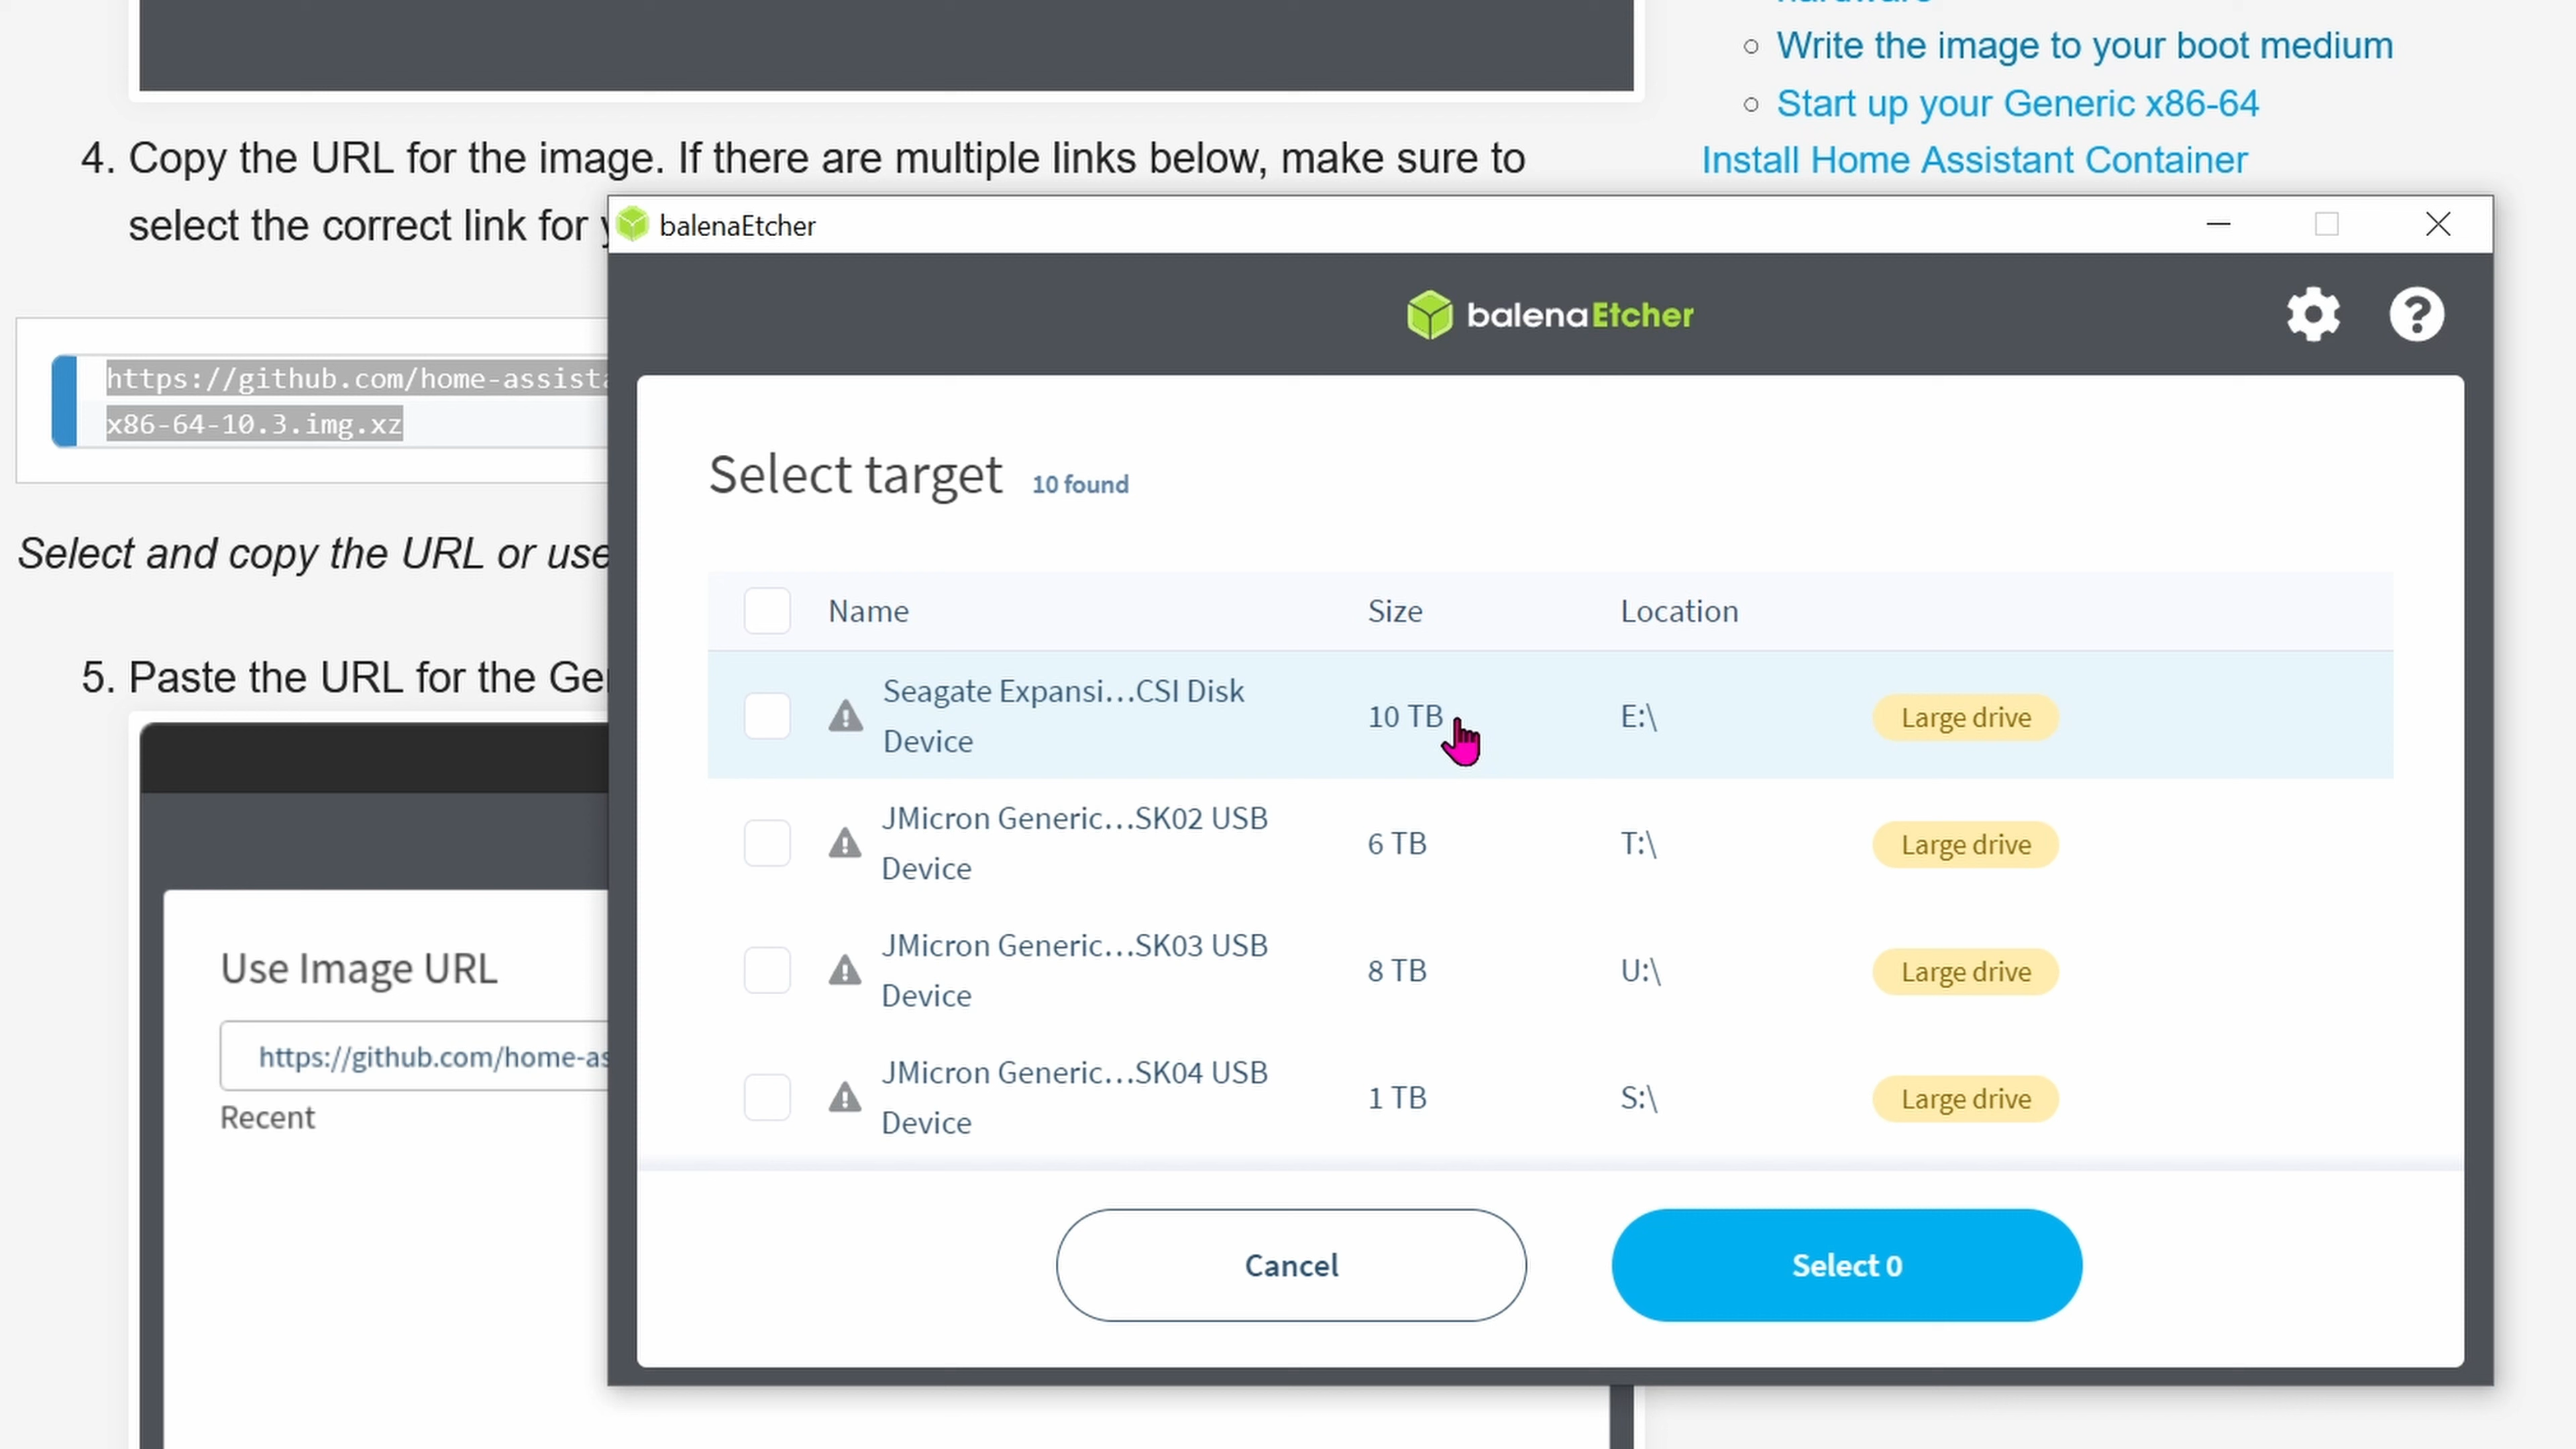 Write the image to your boot medium
Start up your Generic x86-64
Install Home Assistant Container
4. Copy the URL for the image. If there are multiple links below, make sure to
select the correct link for
https://github.com/home-assista
x86-64-10.3.img.xz
Select and copy the URL or use
5. Paste the URL for the Ge
Use Image URL
https://github.com/home-as
Recent
balenaEtcher
balenaEtcher
Select target 10 found
Name Size Location
Seagate Expansi...CSI Disk
Device
10 TB E:\ Large drive
JMicron Generic...SK02 USB
Device
6 TB T:\ Large drive
JMicron Generic...SK03 USB
Device
8 TB U:\ Large drive
JMicron Generic...SK04 USB
Device
1 TB S:\ Large drive
Cancel Select 0